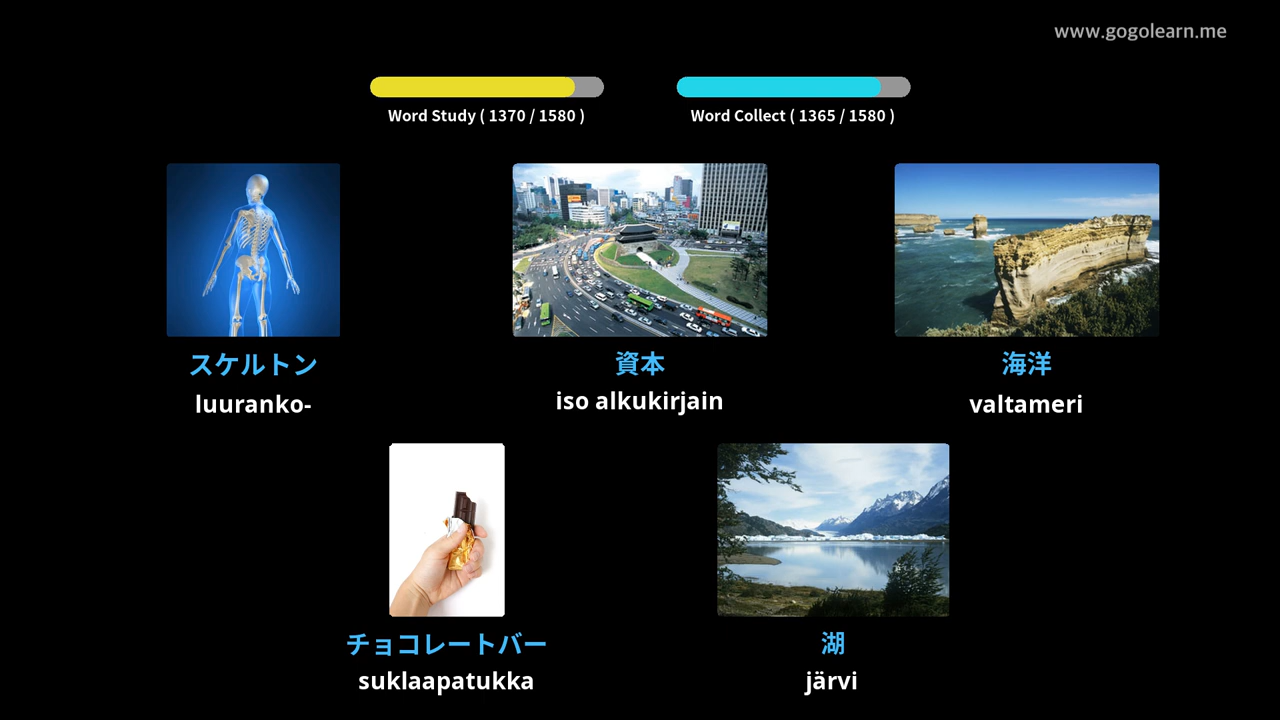 www.gogolearn.me
Word Study ( 1370 / 1580 )
Word Collect ( 1365 / 1580 )
スケルトン
luuranko-
資本
iso alkukirjain
海洋
valtameri
チョコレートバー
suklaapatukka
湖
järvi